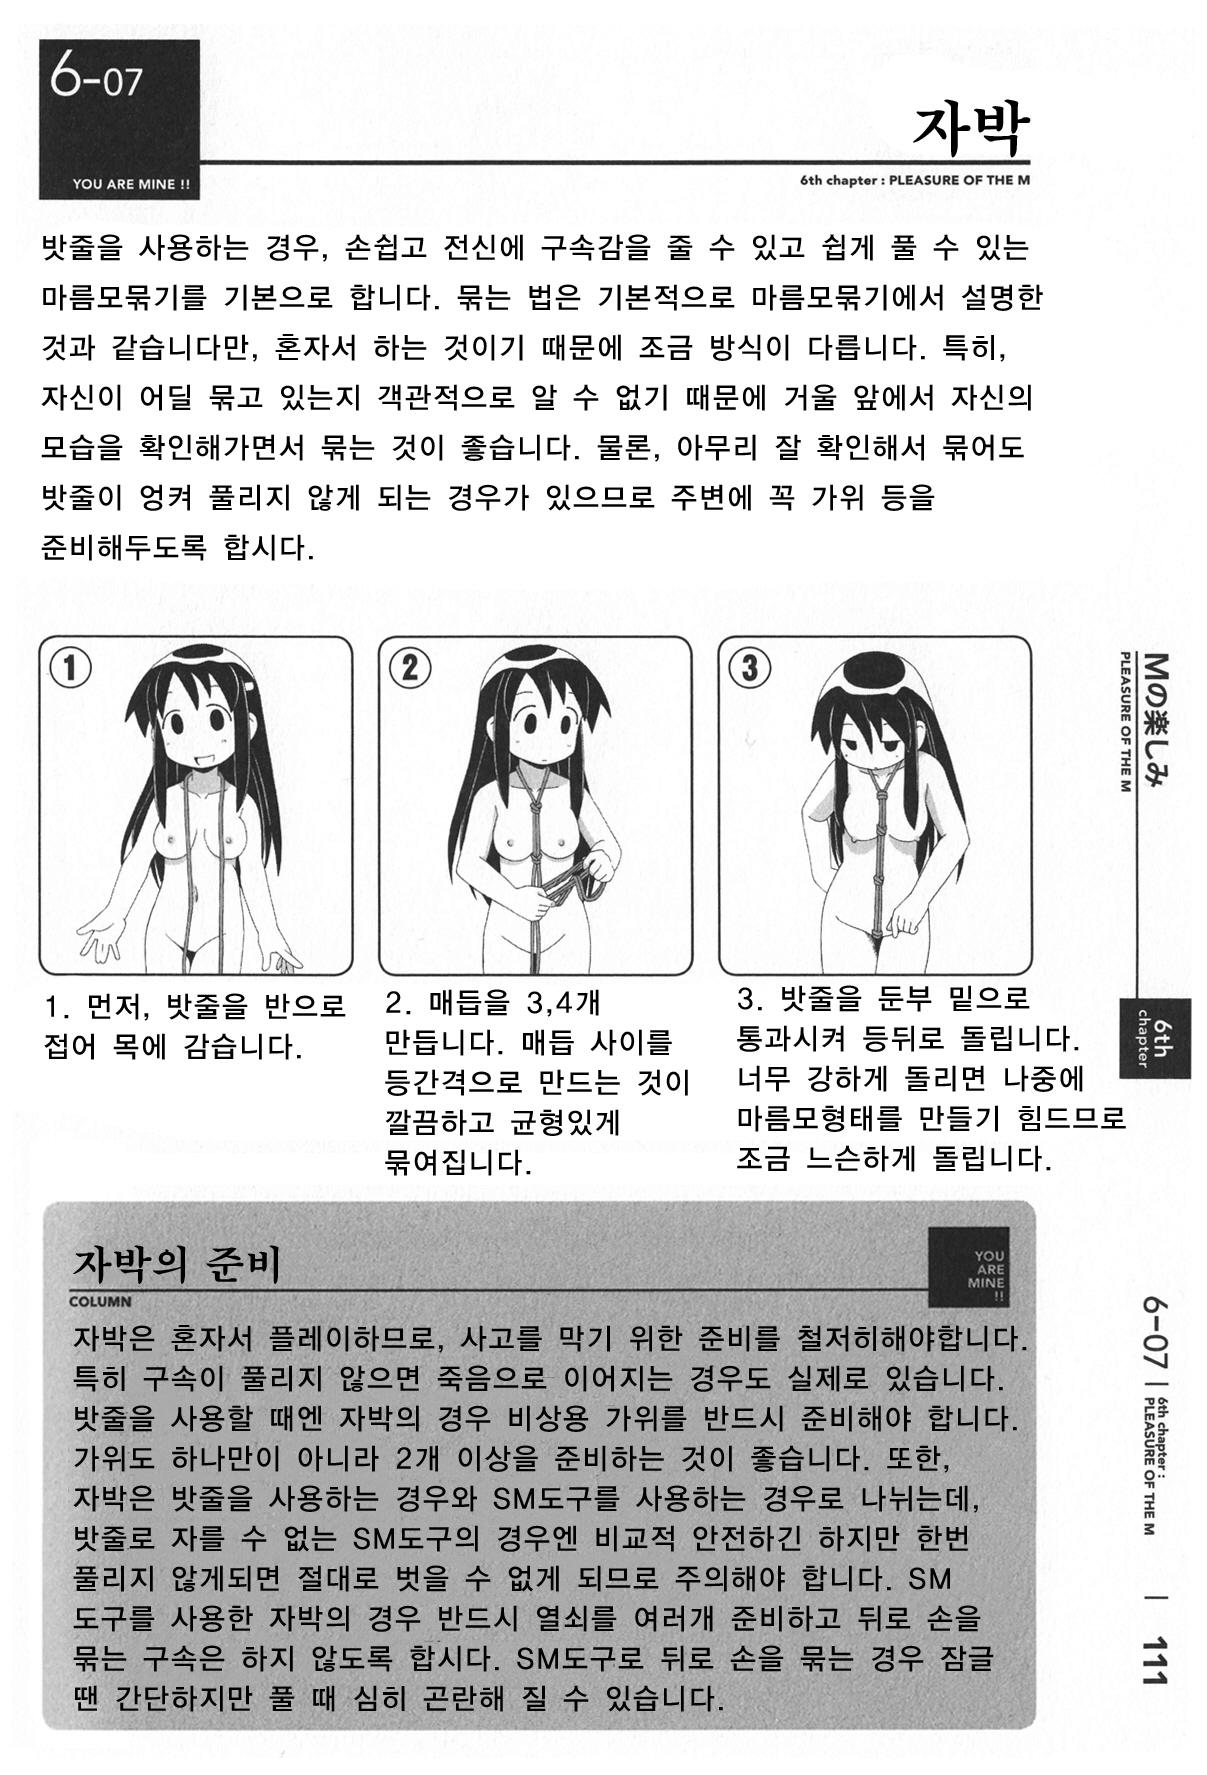 6-07
YOU ARE MINE !!
자박
6th chapter : PLEASURE OF THE M
밧줄을 사용하는 경우, 손쉽고 전신에 구속감을 줄 수 있고 쉽게 풀 수 있는
마름모묶기를 기본으로 합니다. 묶는 법은 기본적으로 마름모묶기에서 설명한
것과 같습니다만, 혼자서 하는 것이기 때문에 조금 방식이 다릅니다. 특히,
자신이 어딜 묶고 있는지 객관적으로 알 수 없기 때문에 거울 앞에서 자신의
모습을 확인해가면서 묶는 것이 좋습니다. 물론, 아무리 잘 확인해서 묶어도
밧줄이 엉켜 풀리지 않게 되는 경우가 있으므로 주변에 꼭 가위 등을
준비해두도록 합시다.
1
2
3
1. 먼저, 밧줄을 반으로
접어 목에 감습니다.
2. 매듭을 3,4개
만듭니다. 매듭 사이를
등간격으로 만드는 것이
깔끔하고 균형있게
묶여집니다.
3. 밧줄을 둔부 밑으로
통과시켜 등뒤로 돌립니다.
너무 강하게 돌리면 나중에
마름모형태를 만들기 힘드므로
조금 느슨하게 돌립니다.
Mの楽しみ
PLEASURE OF THE M
6th
chapter
자박의 준비
COLUMN
YOU
ARE
MINE
!!
자박은 혼자서 플레이하므로, 사고를 막기 위한 준비를 철저히해야합니다.
특히 구속이 풀리지 않으면 죽음으로 이어지는 경우도 실제로 있습니다.
밧줄을 사용할 때엔 자박의 경우 비상용 가위를 반드시 준비해야 합니다.
가위도 하나만이 아니라 2개 이상을 준비하는 것이 좋습니다. 또한,
자박은 밧줄을 사용하는 경우와 SM도구를 사용하는 경우로 나뉘는데,
밧줄로 자를 수 없는 SM도구의 경우엔 비교적 안전하긴 하지만 한번
풀리지 않게되면 절대로 벗을 수 없게 되므로 주의해야 합니다. SM
도구를 사용한 자박의 경우 반드시 열쇠를 여러개 준비하고 뒤로 손을
묶는 구속은 하지 않도록 합시다. SM도구로 뒤로 손을 묶는 경우 잠글
땐 간단하지만 풀 때 심히 곤란해 질 수 있습니다.
6-07 | 6th chapter :
PLEASURE OF THE M
| 111